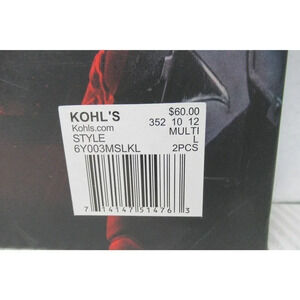 KOHL'S $60.00
Kohls.com 352 10 12
STYLE MULTI
6Y003MSLKL L
2PCS
7 14147 51476 3